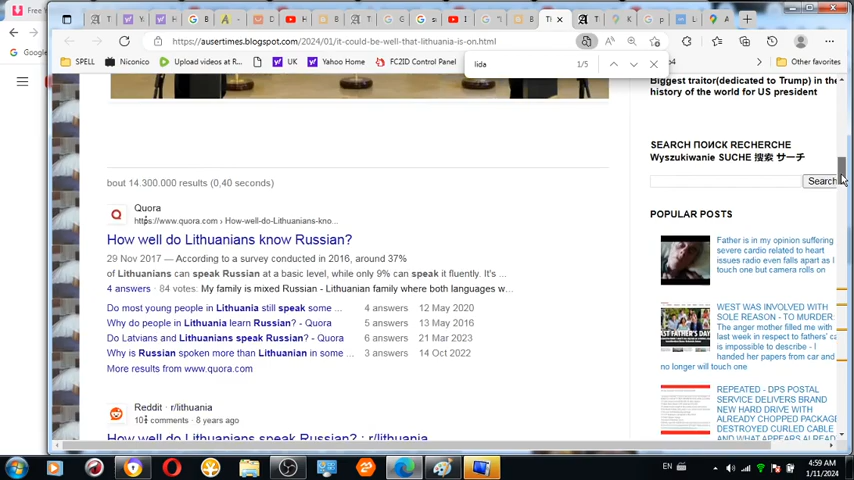 https://ausertimes.blogspot.com/2024/01/it-could-be-well-that-lithuania-is-on.html
SPELL
Niconico
Upload videos at R...
UK
Yahoo Home
FC2ID Control Panel
Other favorites
lida
1/5
Google
Biggest traitor(dedicated to Trump) in the
history of the world for US president
SEARCH ПОИСК RECHERCHE
Wyszukiwanie SUCHE 搜索 サーチ
Search
POPULAR POSTS
Father is in my opinion suffering
severe cardio related to heart
issues radio even falls apart as I
touch one but camera rolls on
WEST WAS INVOLVED WITH
SOLE REASON - TO MURDER:
The anger mother filled me with
last week in respect to fathers' ca
is impossible to describe - I
handed her papers from car and
no longer will touch one
REPEATED - DPS POSTAL
SERVICE DELIVERS BRAND
NEW HARD DRIVE WITH
ALREADY CHOPPED PACKAGE
DESTROYED CURLED CABLE
AND WHAT APPEARS ALREAD
bout 14.300.000 results (0,40 seconds)
Quora
https://www.quora.com › How-well-do-Lithuanians-kno...
How well do Lithuanians know Russian?
29 Nov 2017 — According to a survey conducted in 2016, around 37%
of Lithuanians can speak Russian at a basic level, while only 9% can speak it fluently. It's ...
4 answers · 84 votes: My family is mixed Russian - Lithuanian family where both languages w...
Do most young people in Lithuania still speak some ... 4 answers 12 May 2020
Why do people in Lithuania learn Russian? - Quora 5 answers 13 May 2016
Do Latvians and Lithuanians speak Russian? - Quora 6 answers 21 Mar 2023
Why is Russian spoken more than Lithuanian in some ... 3 answers 14 Oct 2022
More results from www.quora.com
Reddit · r/lithuania
10+ comments · 8 years ago
How well do Lithuanians speak Russian? : r/lithuania
EN
4:59 AM
1/11/2024